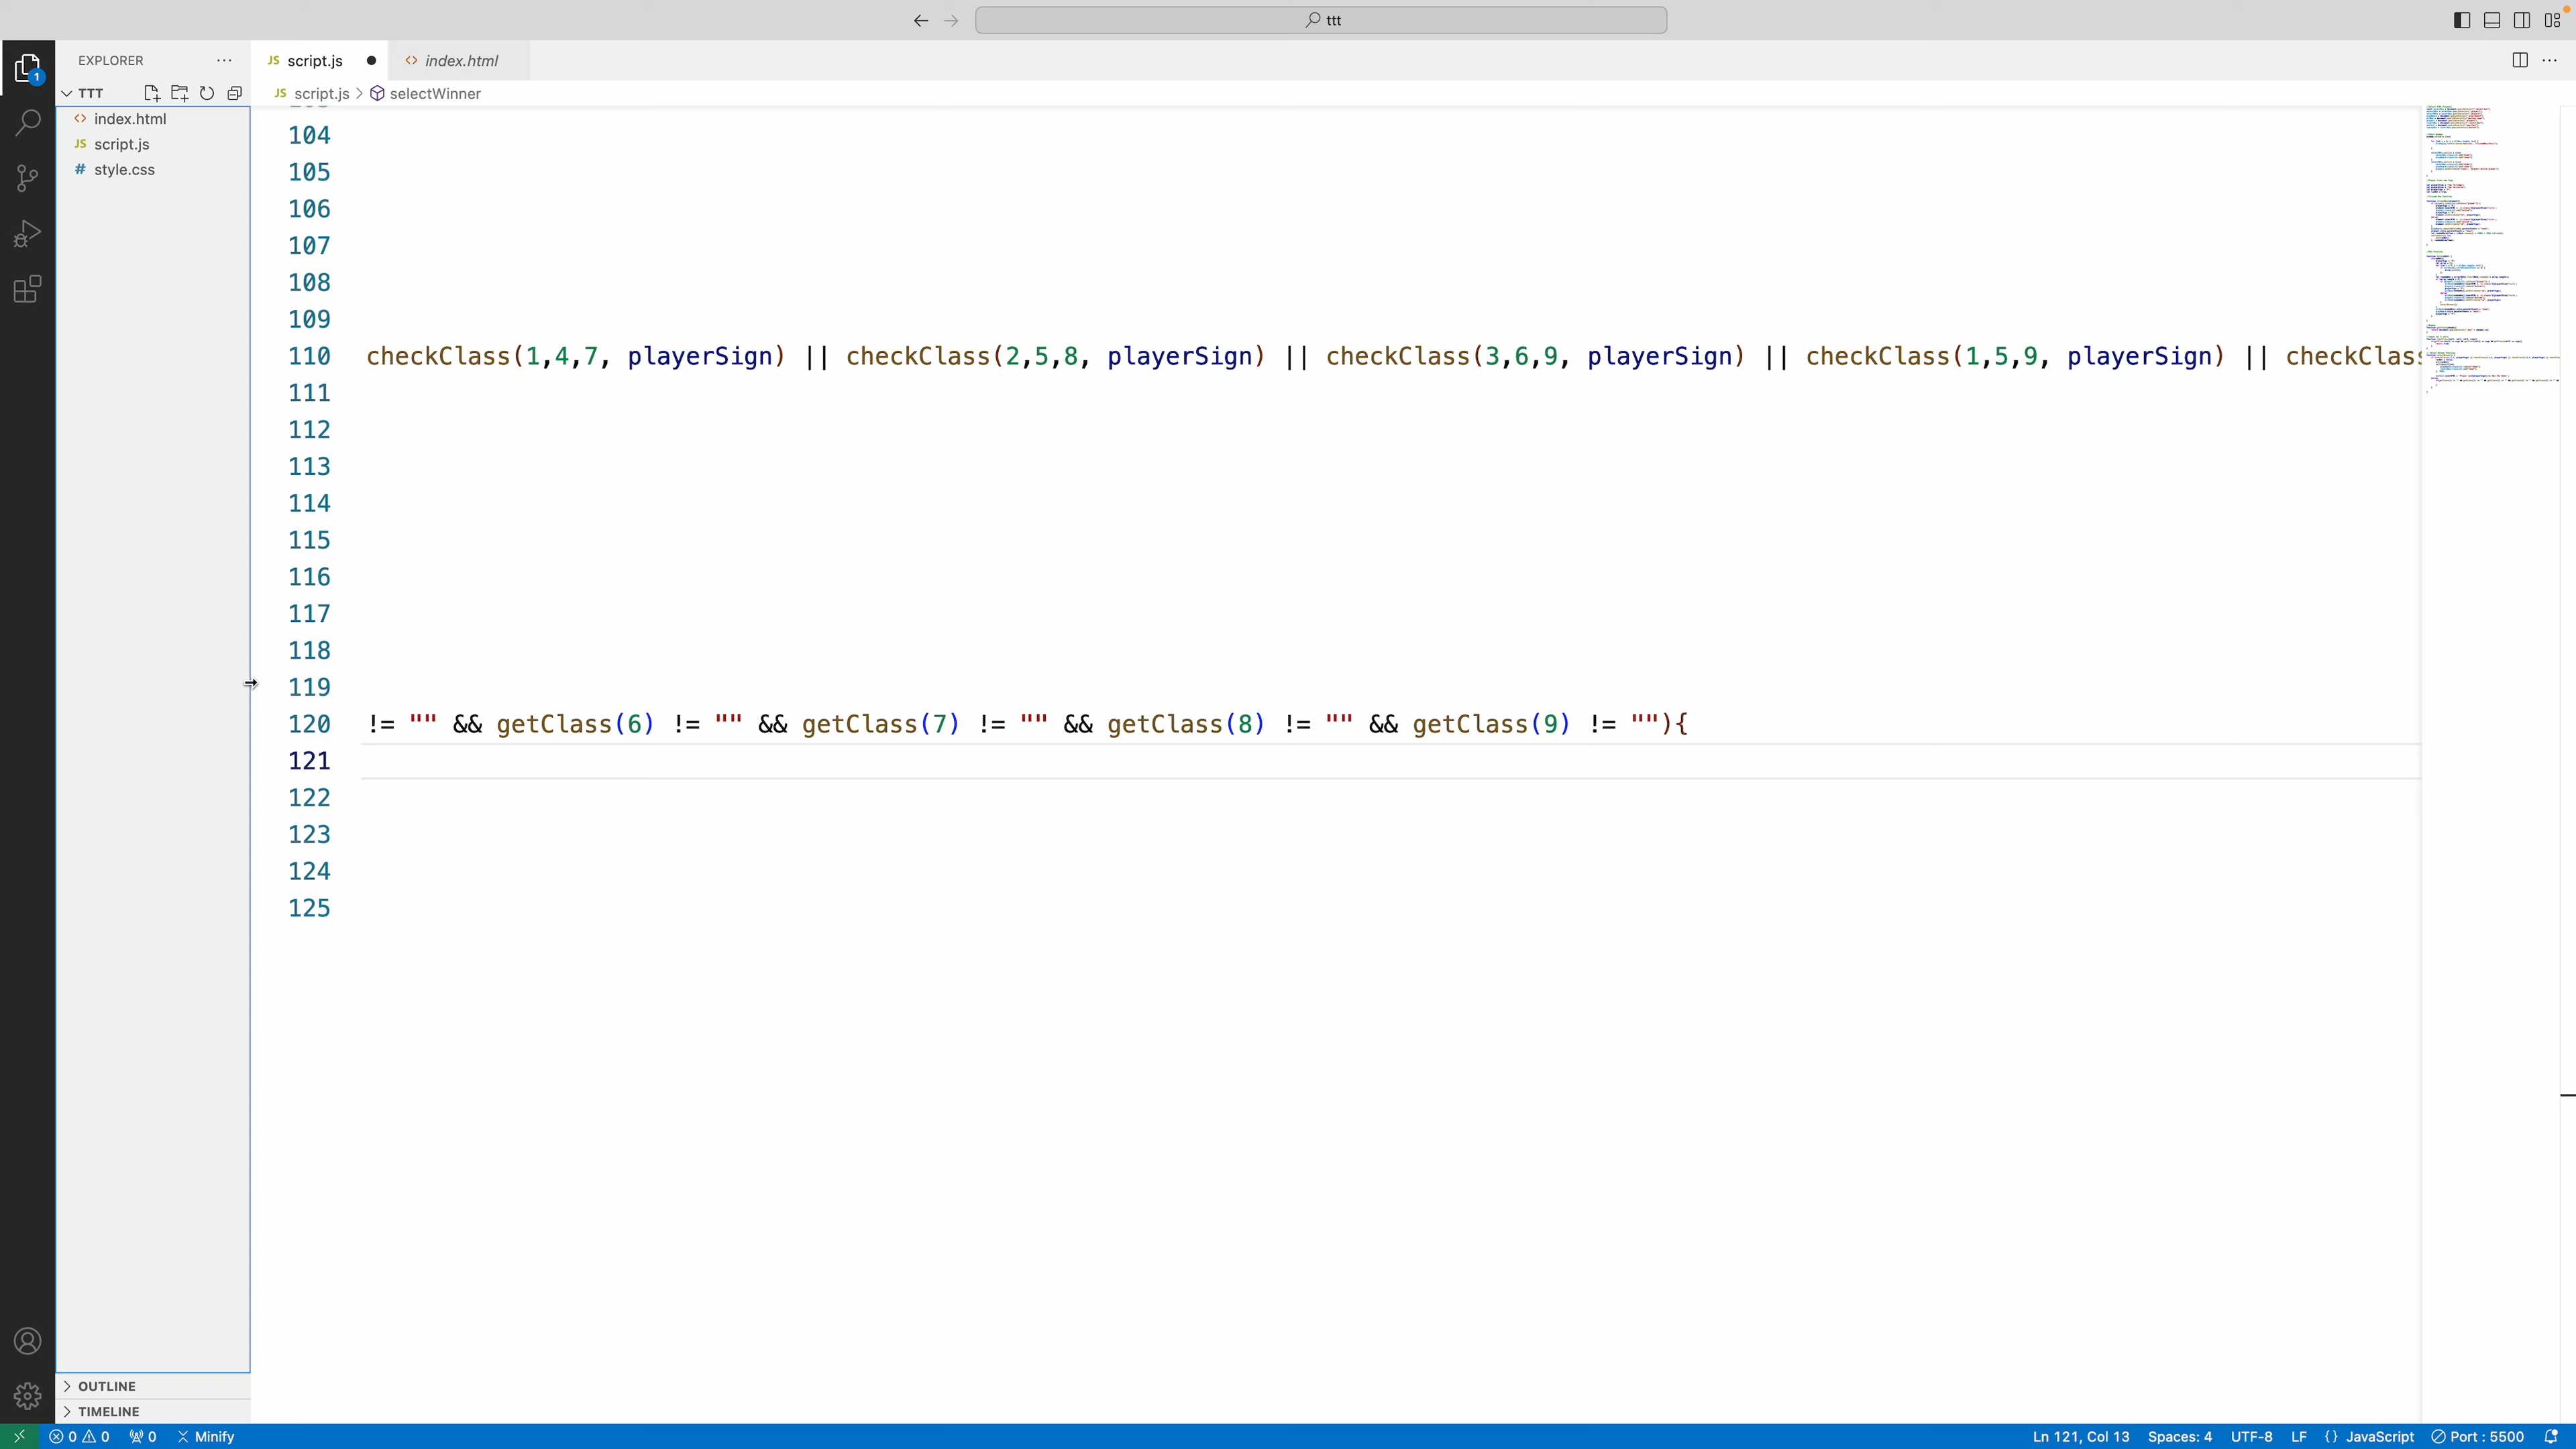 ttt
EXPLORER
JS script.js
<> index.html
TTT
JS script.js > selectWinner
<> index.html
JS script.js
# style.css
1
104
105
106
107
108
109
110 checkClass(1,4,7, playerSign) || checkClass(2,5,8, playerSign) || checkClass(3,6,9, playerSign) || checkClass(1,5,9, playerSign) || checkClas
111
112
113
114
115
116
117
118
119
120 != "" && getClass(6) != "" && getClass(7) != "" && getClass(8) != "" && getClass(9) != ""){
121
122
123
124
125
OUTLINE
TIMELINE
0 0 0 Minify
Ln 121, Col 13 Spaces: 4 UTF-8 LF {} JavaScript Port : 5500